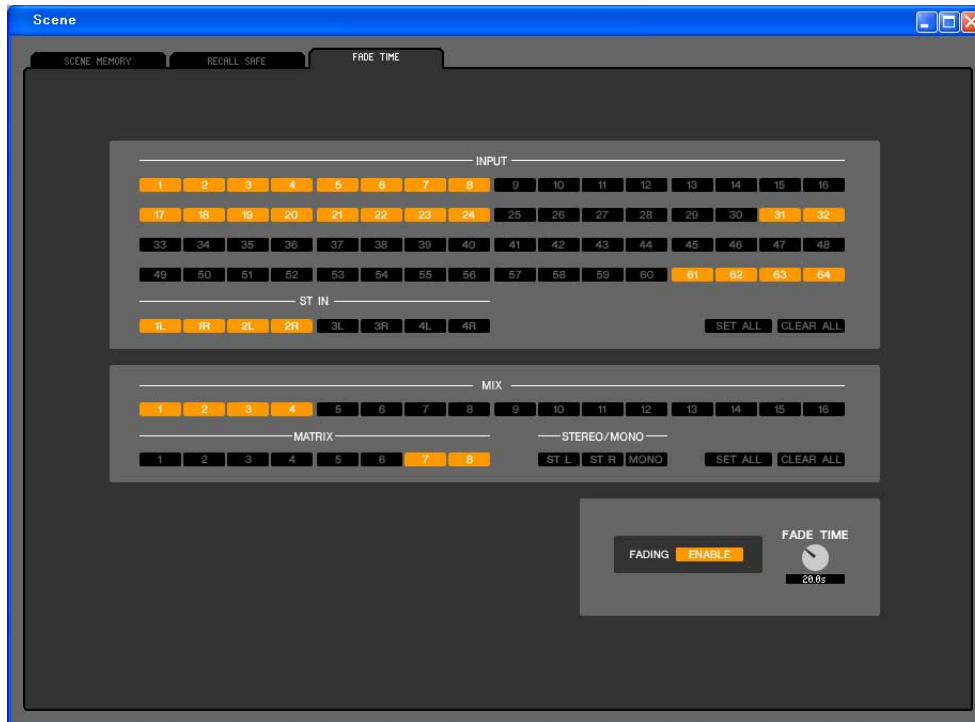 Scene
SCENE MEMORY RECALL SAFE FADE TIME
INPUT
1 2 3 4 5 6 7 8 9 10 11 12 13 14 15 16
17 18 19 20 21 22 23 24 25 26 27 28 29 30 31 32
33 34 35 36 37 38 39 40 41 42 43 44 45 46 47 48
49 50 51 52 53 54 55 56 57 58 59 60 61 62 63 64
ST IN
1L 1R 2L 2R 3L 3R 4L 4R SET ALL CLEAR ALL
MIX
1 2 3 4 5 6 7 8 9 10 11 12 13 14 15 16
MATRIX STEREO/MONO
1 2 3 4 5 6 7 8 ST L ST R MONO SET ALL CLEAR ALL
FADE TIME
FADING ENABLE
20.0s